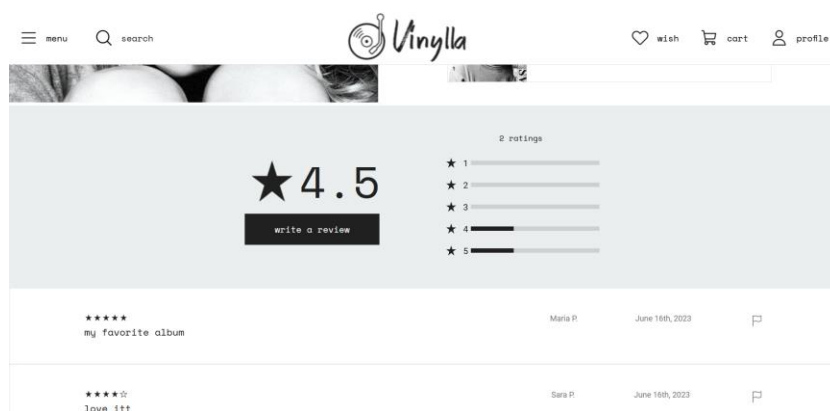 menu
search
Vinylla
wish
cart
profile
2 ratings
★ 1
★ 2
★ 3
★ 4
★ 5
★4.5
write a review
★★★★★
my favorite album
Maria P.
June 16th, 2023
★★★★☆
love itt
Sara P.
June 16th, 2023